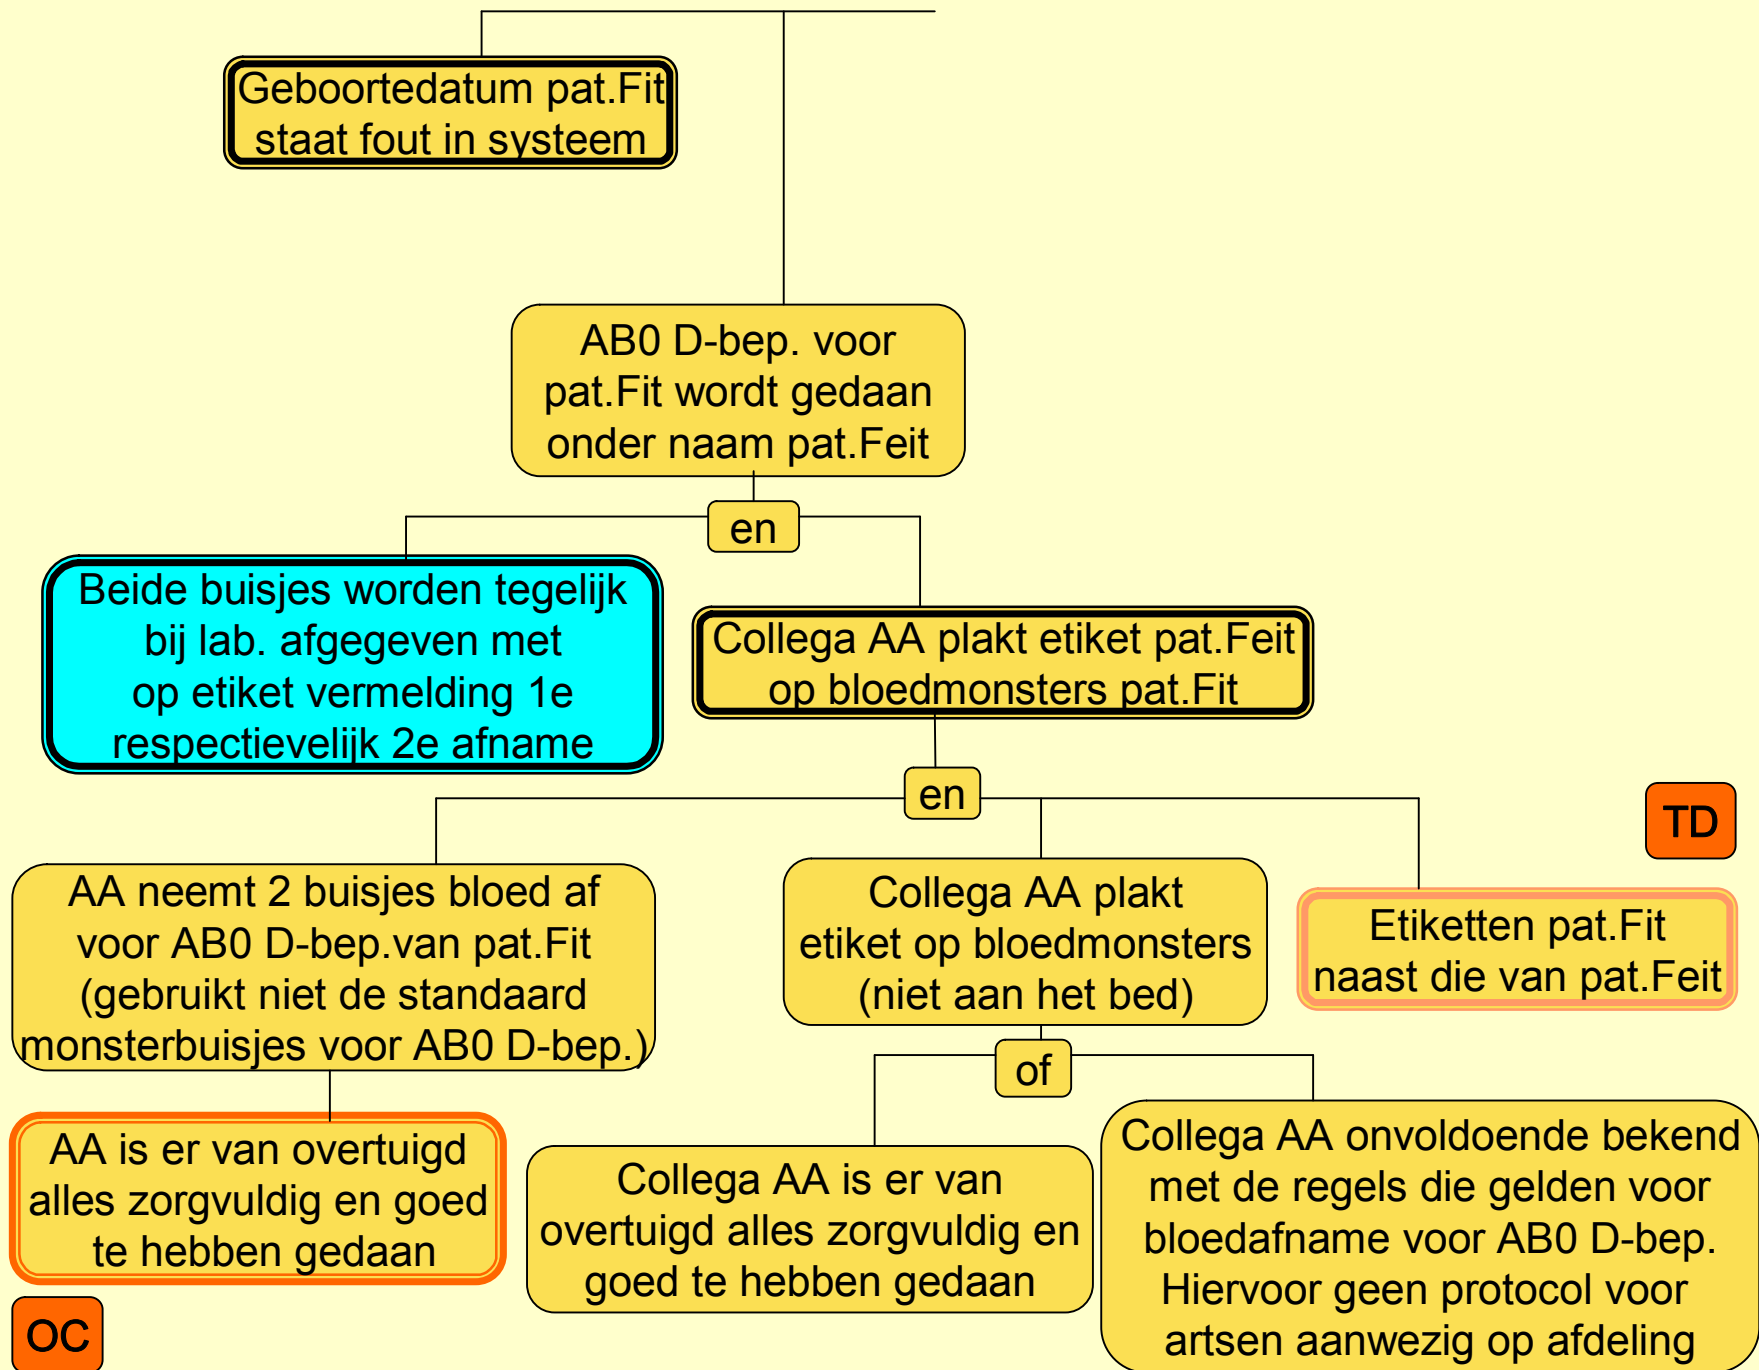 Geboortedatum pat.Fit
staat fout in systeem
AB0 D-bep. voor
pat.Fit wordt gedaan
onder naam pat.Feit
en
Beide buisjes worden tegelijk
bij lab. afgegeven met
op etiket vermelding 1e
respectievelijk 2e afname
Collega AA plakt etiket pat.Feit
op bloedmonsters pat.Fit
en
TD
AA neemt 2 buisjes bloed af
voor AB0 D-bep.van pat.Fit
(gebruikt niet de standaard
monsterbuisjes voor AB0 D-bep.)
Collega AA plakt
etiket op bloedmonsters
(niet aan het bed)
Etiketten pat.Fit
naast die van pat.Feit
of
AA is er van overtuigd
alles zorgvuldig en goed
te hebben gedaan
Collega AA is er van
overtuigd alles zorgvuldig en
goed te hebben gedaan
Collega AA onvoldoende bekend
met de regels die gelden voor
bloedafname voor AB0 D-bep.
Hiervoor geen protocol voor
artsen aanwezig op afdeling
OC